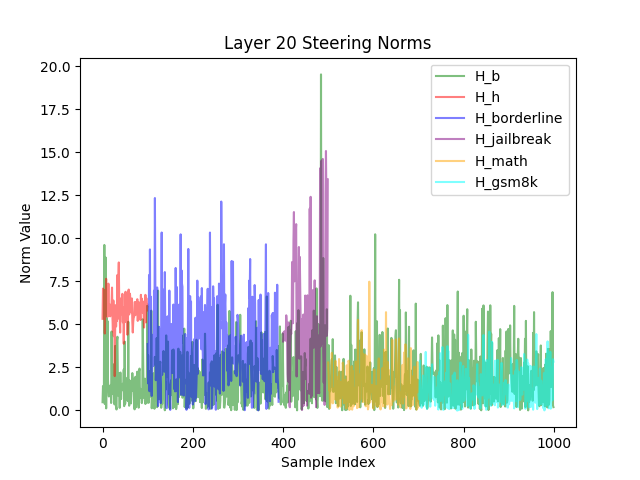 Layer 20 Steering Norms
20.0
17.5
15.0
12.5
10.0
7.5
5.0
2.5
0.0
Norm Value
H_b
H_h
H_borderline
H_jailbreak
H_math
H_gsm8k
0 200 400 600 800 1000
Sample Index